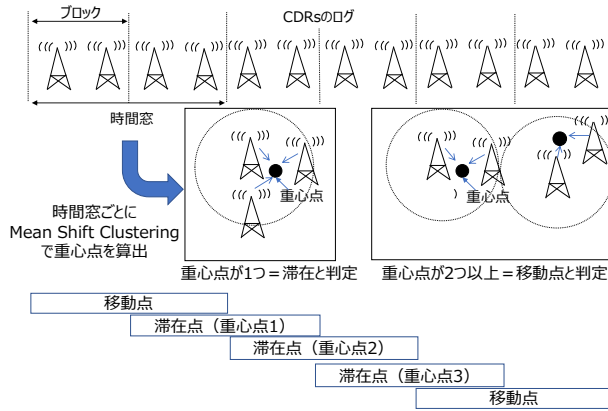 ブロック
CDRsのログ
時間窓
時間窓ごとに
Mean Shift Clustering
で重心点を算出
重心点
重心点
重心点が1つ＝滞在と判定
重心点が2つ以上＝移動点と判定
移動点
滞在点（重心点1）
滞在点（重心点2）
滞在点（重心点3）
移動点